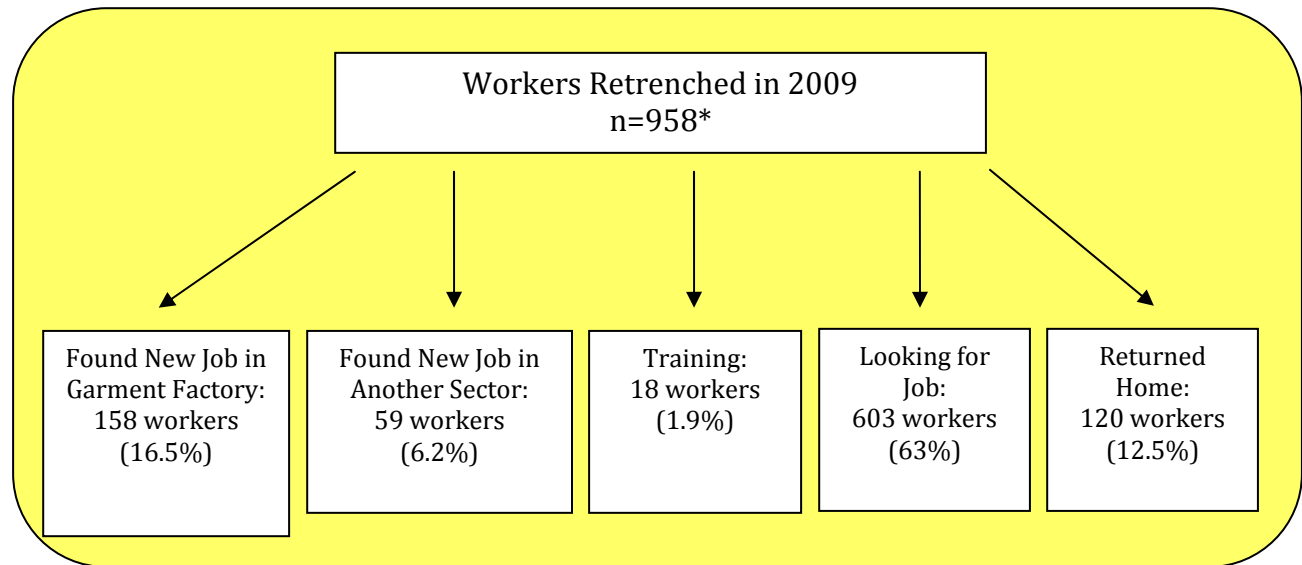 Workers Retrenched in 2009
n=958*
Found New Job in
Garment Factory:
158 workers
(16.5%)
Found New Job in
Another Sector:
59 workers
(6.2%)
Training:
18 workers
(1.9%)
Looking for
Job:
603 workers
(63%)
Returned
Home:
120 workers
(12.5%)